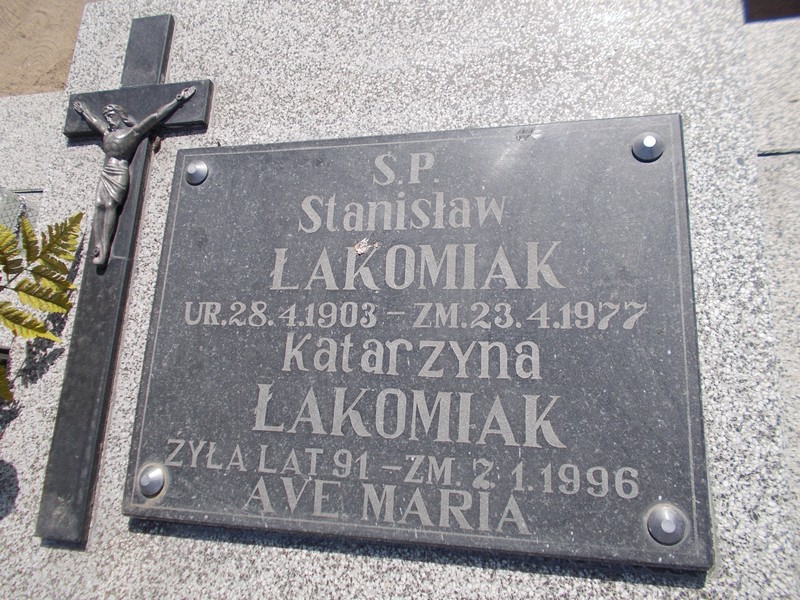 Ś.P.
Stanisław
ŁAKOMIAK
UR.28.4.1903 – ZM.23.4.1977
Katarzyna
ŁAKOMIAK
ŻYŁA LAT 91 – ZM. 7.1.1996
AVE MARIA